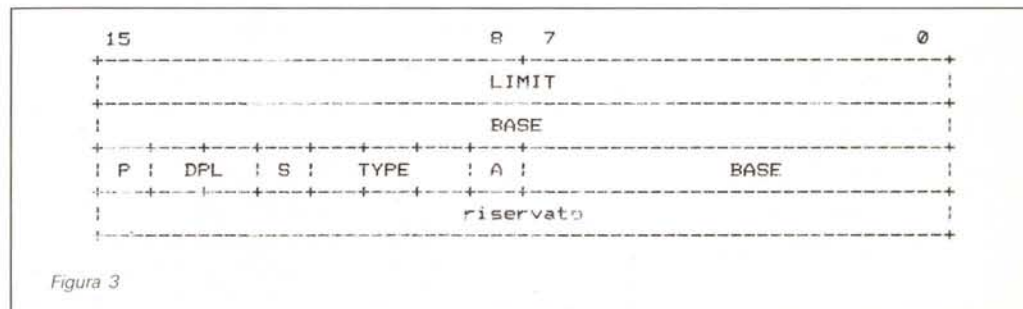 15 8 7 0
LIMIT
BASE
P DPL S TYPE A BASE
riservato
Figura 3